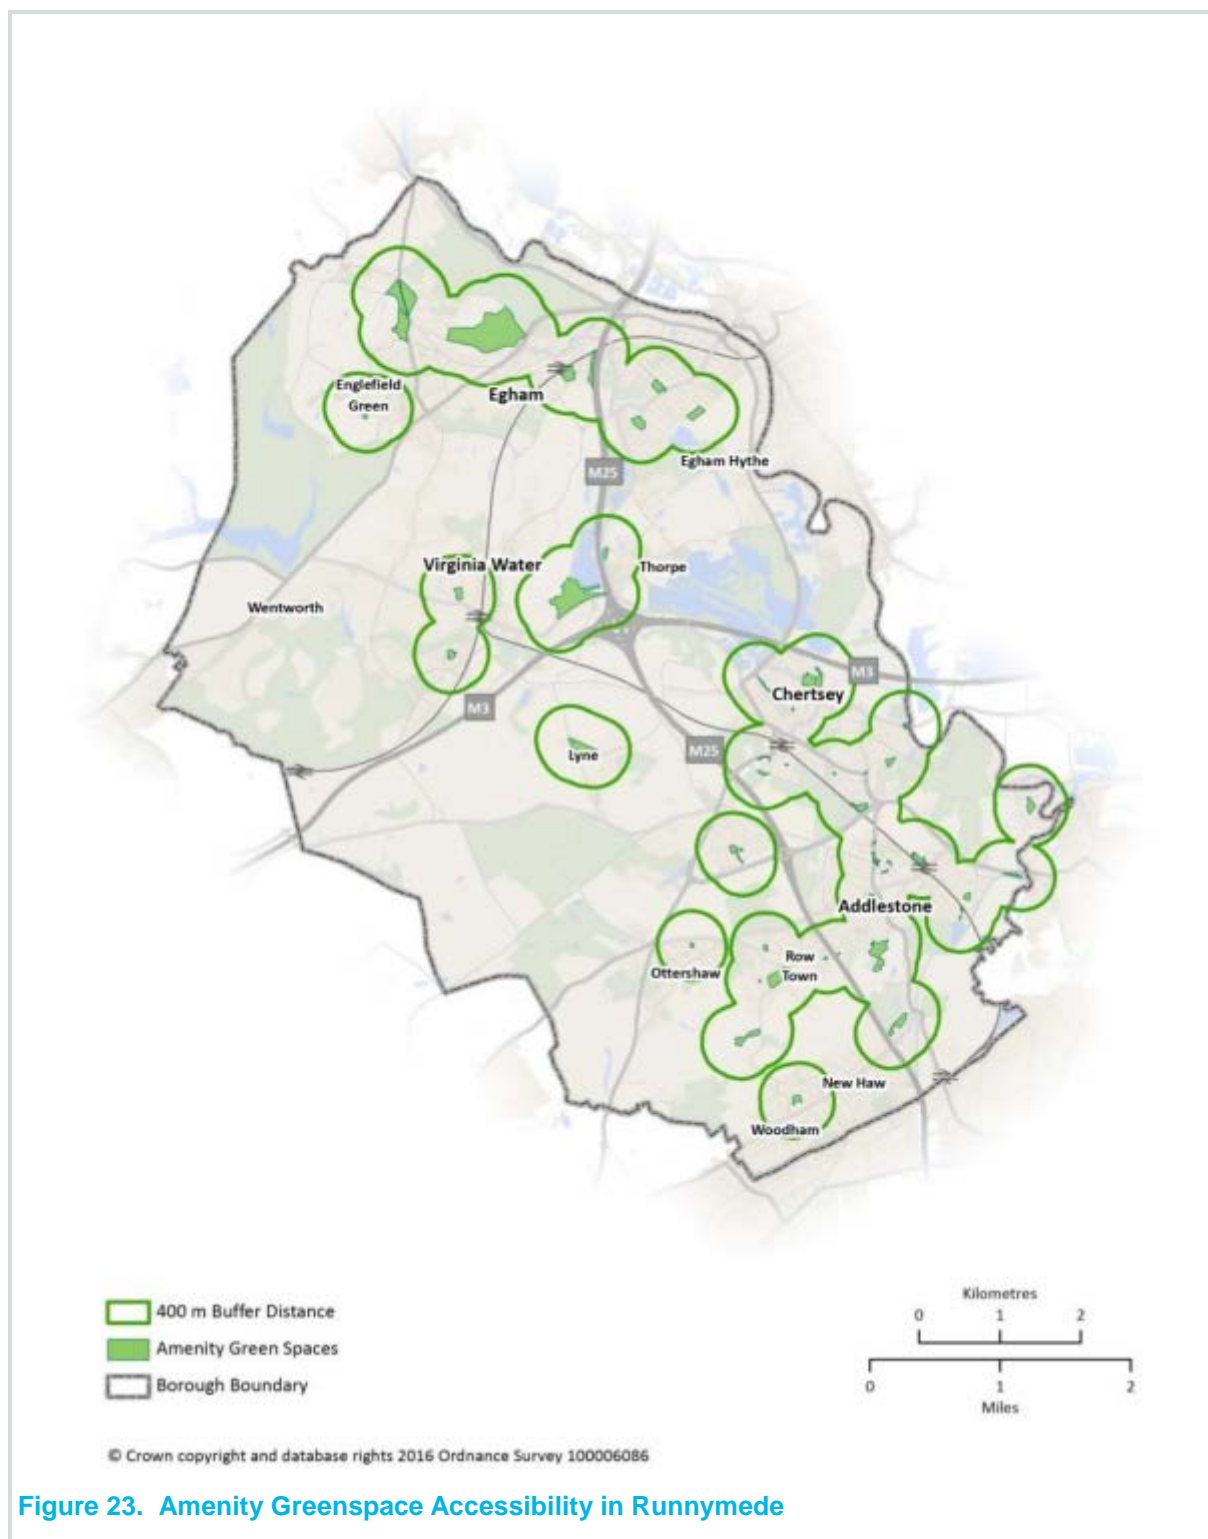 Englefield
Green
Egham
Egham Hythe
M25
Virginia Water
Thorpe
Wentworth
Chertsey
M3
M3
M25
Lyne
Addlestone
Row
Town
Ottershaw
New Haw
Woodham
400 m Buffer Distance
Amenity Green Spaces
Borough Boundary
Kilometres
0 1 2
0 1 2
Miles
© Crown copyright and database rights 2016 Ordnance Survey 100006086
Figure 23. Amenity Greenspace Accessibility in Runnymede